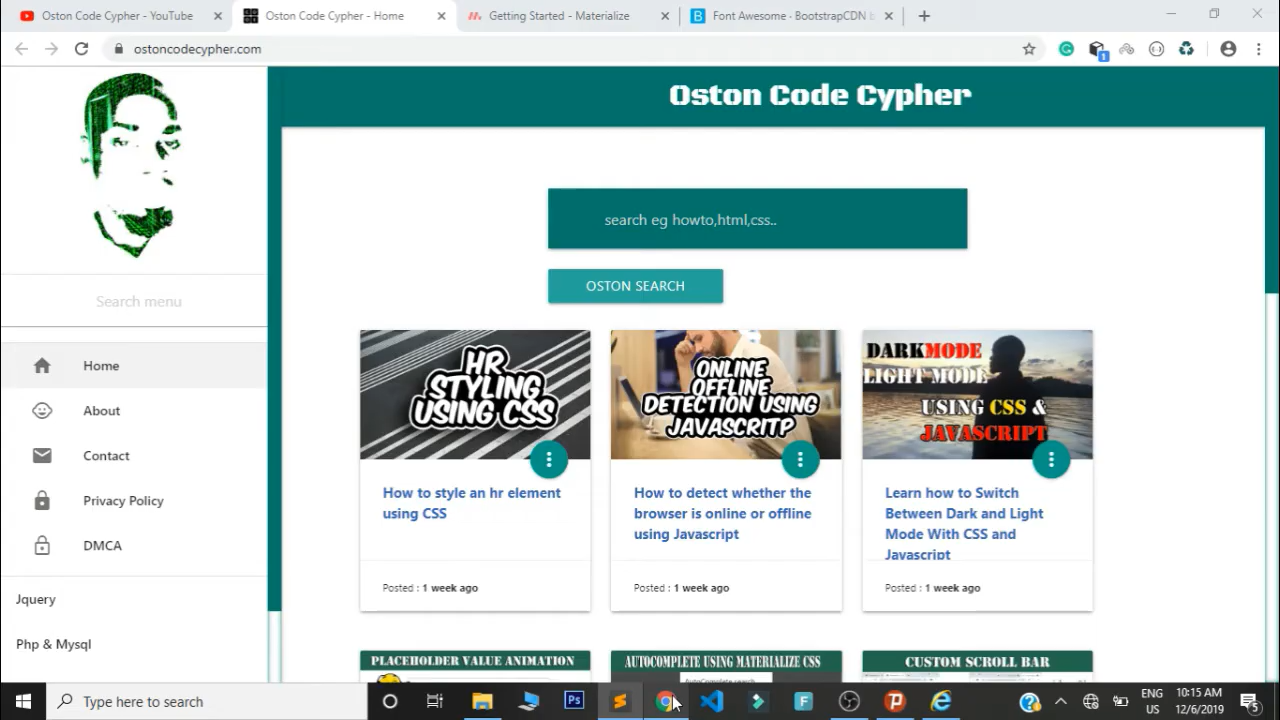 Oston Code Cypher - YouTube
Oston Code Cypher - Home
Getting Started - Materialize
Font Awesome · BootstrapCDN b
ostoncodecypher.com
1
Oston Code Cypher
search eg howto,html,css..
OSTON SEARCH
Search menu
Home
About
Contact
Privacy Policy
DMCA
Jquery
Php & Mysql
HR
STYLING
USING CSS
How to style an hr element
using CSS
Posted : 1 week ago
ONLINE
OFFLINE
DETECTION USING
JAVASCRITP
How to detect whether the
browser is online or offline
using Javascript
Posted : 1 week ago
DARKMODE
LIGHT MODE
USING CSS &
JAVASCRIPT
Learn how to Switch
Between Dark and Light
Mode With CSS and
Javascript
Posted : 1 week ago
PLACEHOLDER VALUE ANIMATION
AUTOCOMPLETE USING MATERIALIZE CSS
AutoComplete search
CUSTOM SCROLL BAR
Type here to search
Ps
F
ENG
US
10:15 AM
12/6/2019
5